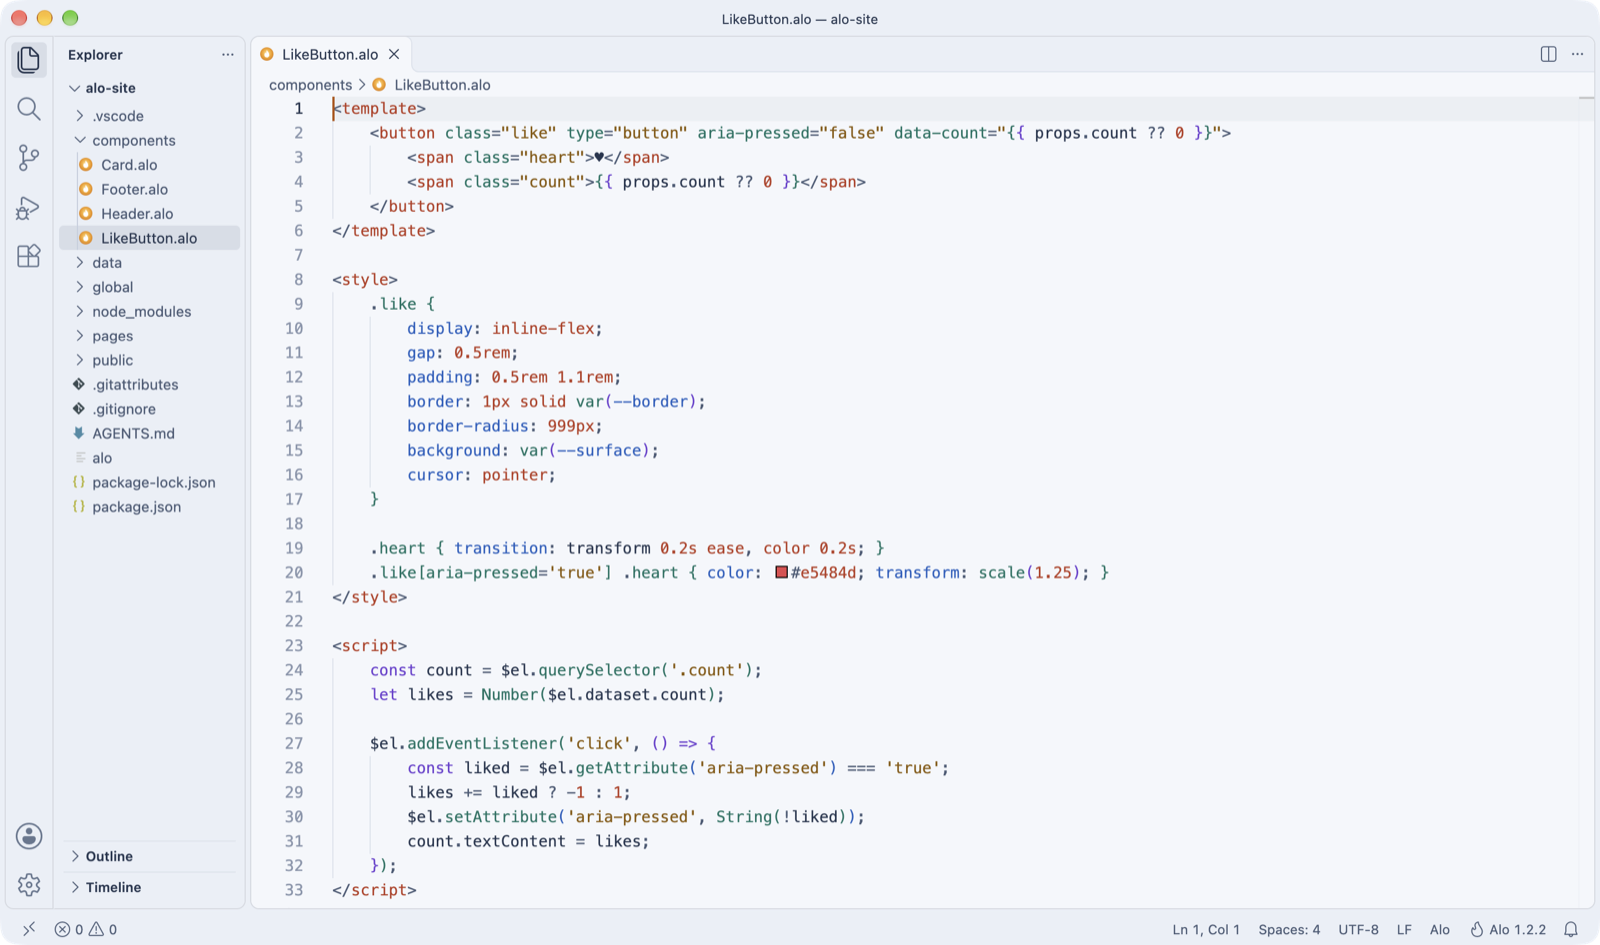 LikeButton.alo — alo-site
Explorer
alo-site
.vscode
components
Card.alo
Footer.alo
Header.alo
LikeButton.alo
data
global
node_modules
pages
public
.gitattributes
.gitignore
AGENTS.md
alo
package-lock.json
package.json
Outline
Timeline
LikeButton.alo
components > LikeButton.alo
1 <template>
2     <button class="like" type="button" aria-pressed="false" data-count="{{ props.count ?? 0 }}">
3         <span class="heart">♥</span>
4         <span class="count">{{ props.count ?? 0 }}</span>
5     </button>
6 </template>
7
8 <style>
9     .like {
10         display: inline-flex;
11         gap: 0.5rem;
12         padding: 0.5rem 1.1rem;
13         border: 1px solid var(--border);
14         border-radius: 999px;
15         background: var(--surface);
16         cursor: pointer;
17     }
18
19     .heart { transition: transform 0.2s ease, color 0.2s; }
20     .like[aria-pressed='true'] .heart { color: #e5484d; transform: scale(1.25); }
21 </style>
22
23 <script>
24     const count = $el.querySelector('.count');
25     let likes = Number($el.dataset.count);
26
27     $el.addEventListener('click', () => {
28         const liked = $el.getAttribute('aria-pressed') === 'true';
29         likes += liked ? -1 : 1;
30         $el.setAttribute('aria-pressed', String(!liked));
31         count.textContent = likes;
32     });
33 </script>
0 0
Ln 1, Col 1 Spaces: 4 UTF-8 LF Alo Alo 1.2.2